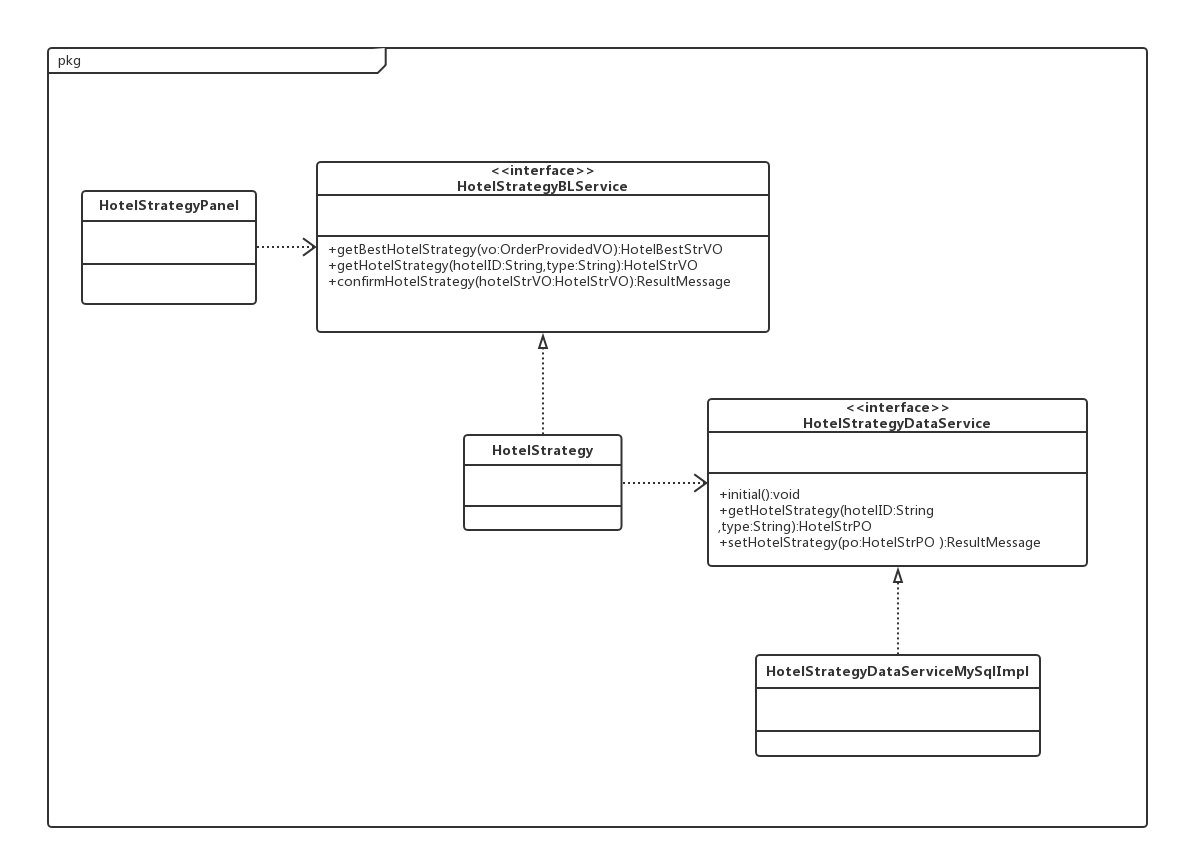 pkg
<<interface>>
HotelStrategyBLService
HotelStrategyPanel
+getBestHotelStrategy(vo:OrderProvidedVO):HotelBestStrVO
+getHotelStrategy(hotelID:String,type:String):HotelStrVO
+confirmHotelStrategy(hotelStrVO:HotelStrVO):ResultMessage
<<interface>>
HotelStrategyDataService
HotelStrategy
+initial():void
+getHotelStrategy(hotelID:String
,type:String):HotelStrPO
+setHotelStrategy(po:HotelStrPO ):ResultMessage
HotelStrategyDataServiceMySqlImpl